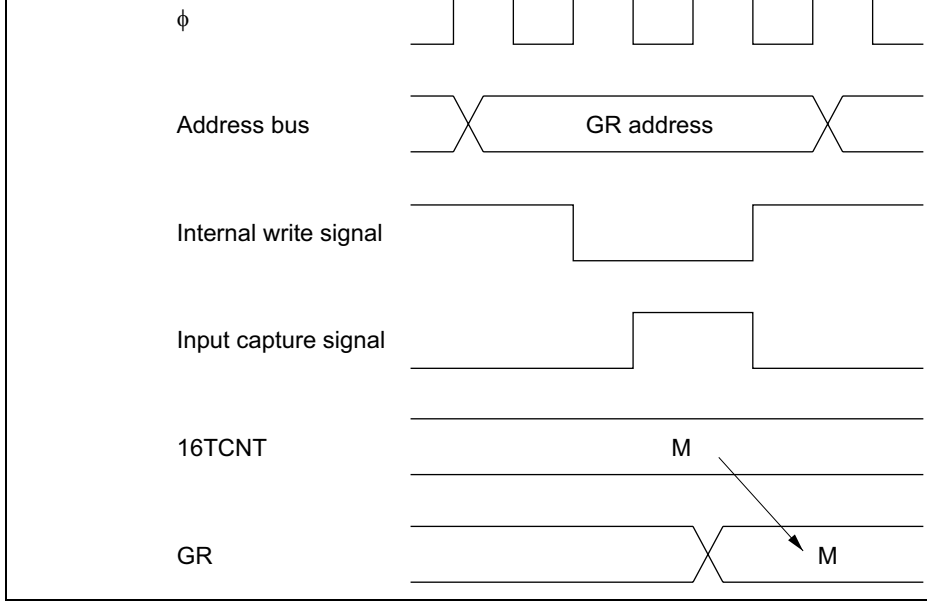 ϕ
Address bus
GR address
Internal write signal
Input capture signal
16TCNT
M
GR
M